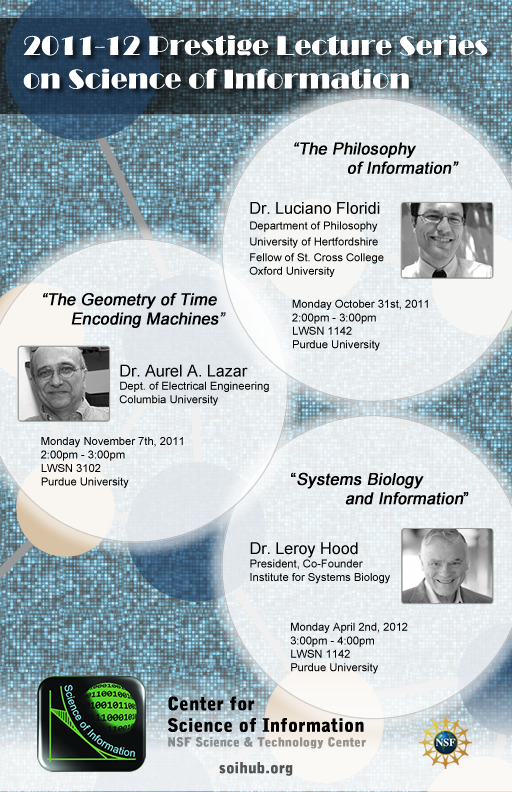 2011-12 Prestige Lecture Series
on Science of Information
“The Philosophy
of Information”
Dr. Luciano Floridi
Department of Philosophy
University of Hertfordshire
Fellow of St. Cross College
Oxford University
Monday October 31st, 2011
2:00pm - 3:00pm
LWSN 1142
Purdue University
“The Geometry of Time
Encoding Machines”
Dr. Aurel A. Lazar
Dept. of Electrical Engineering
Columbia University
Monday November 7th, 2011
2:00pm - 3:00pm
LWSN 3102
Purdue University
“Systems Biology
and Information”
Dr. Leroy Hood
President, Co-Founder
Institute for Systems Biology
Monday April 2nd, 2012
3:00pm - 4:00pm
LWSN 1142
Purdue University
Science of Information
Center for
Science of Information
NSF Science & Technology Center
soihub.org
NSF